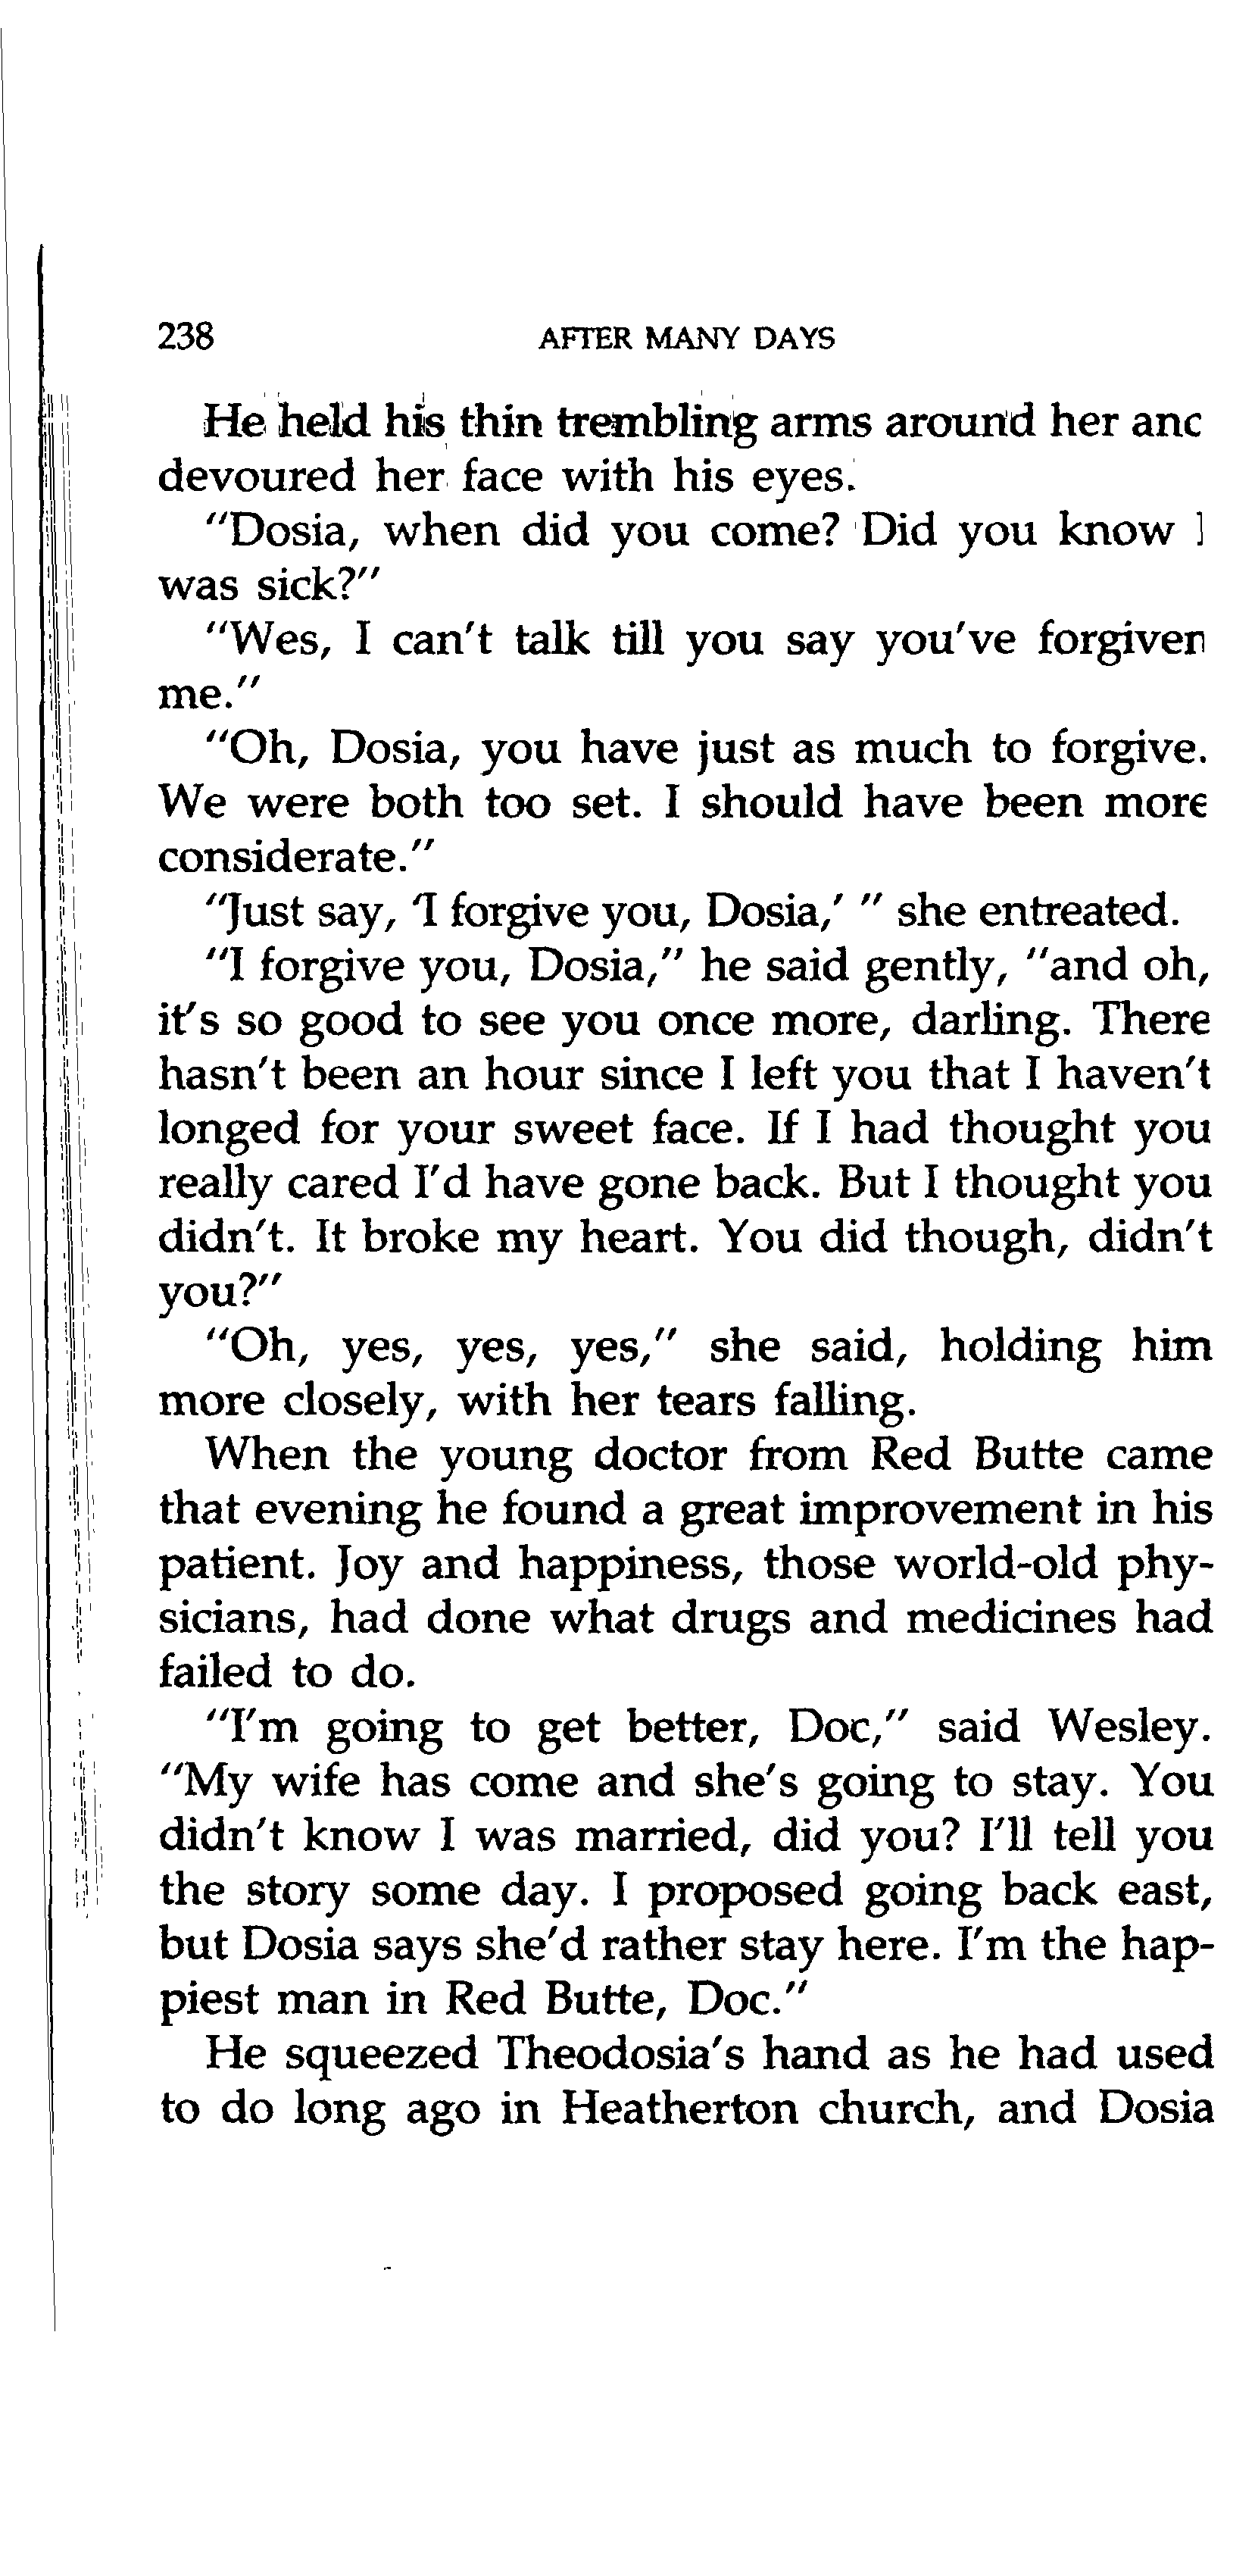 238 AFTER MANY DAYS
He held his thin trembling arms around her anc
devoured her face with his eyes.
"Dosia, when did you come? Did you know I
was sick?"
"Wes, I can't talk till you say you've forgiven
me."
"Oh, Dosia, you have just as much to forgive.
We were both too set. I should have been more
considerate."
"Just say, 'I forgive you, Dosia,' " she entreated.
"I forgive you, Dosia," he said gently, "and oh,
it's so good to see you once more, darling. There
hasn't been an hour since I left you that I haven't
longed for your sweet face. If I had thought you
really cared I'd have gone back. But I thought you
didn't. It broke my heart. You did though, didn't
you?"
"Oh, yes, yes, yes," she said, holding him
more closely, with her tears falling.
When the young doctor from Red Butte came
that evening he found a great improvement in his
patient. Joy and happiness, those world-old phy-
sicians, had done what drugs and medicines had
failed to do.
"I'm going to get better, Doc," said Wesley.
"My wife has come and she's going to stay. You
didn't know I was married, did you? I'll tell you
the story some day. I proposed going back east,
but Dosia says she'd rather stay here. I'm the hap-
piest man in Red Butte, Doc."
He squeezed Theodosia's hand as he had used
to do long ago in Heatherton church, and Dosia